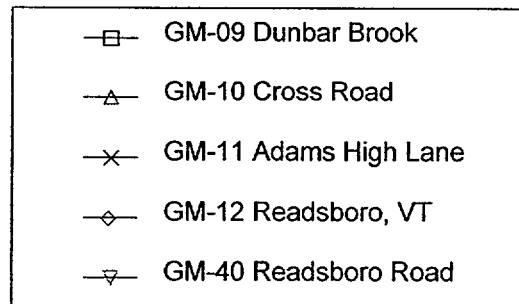 GM-09 Dunbar Brook
GM-10 Cross Road
GM-11 Adams High Lane
GM-12 Readsboro, VT
GM-40 Readsboro Road